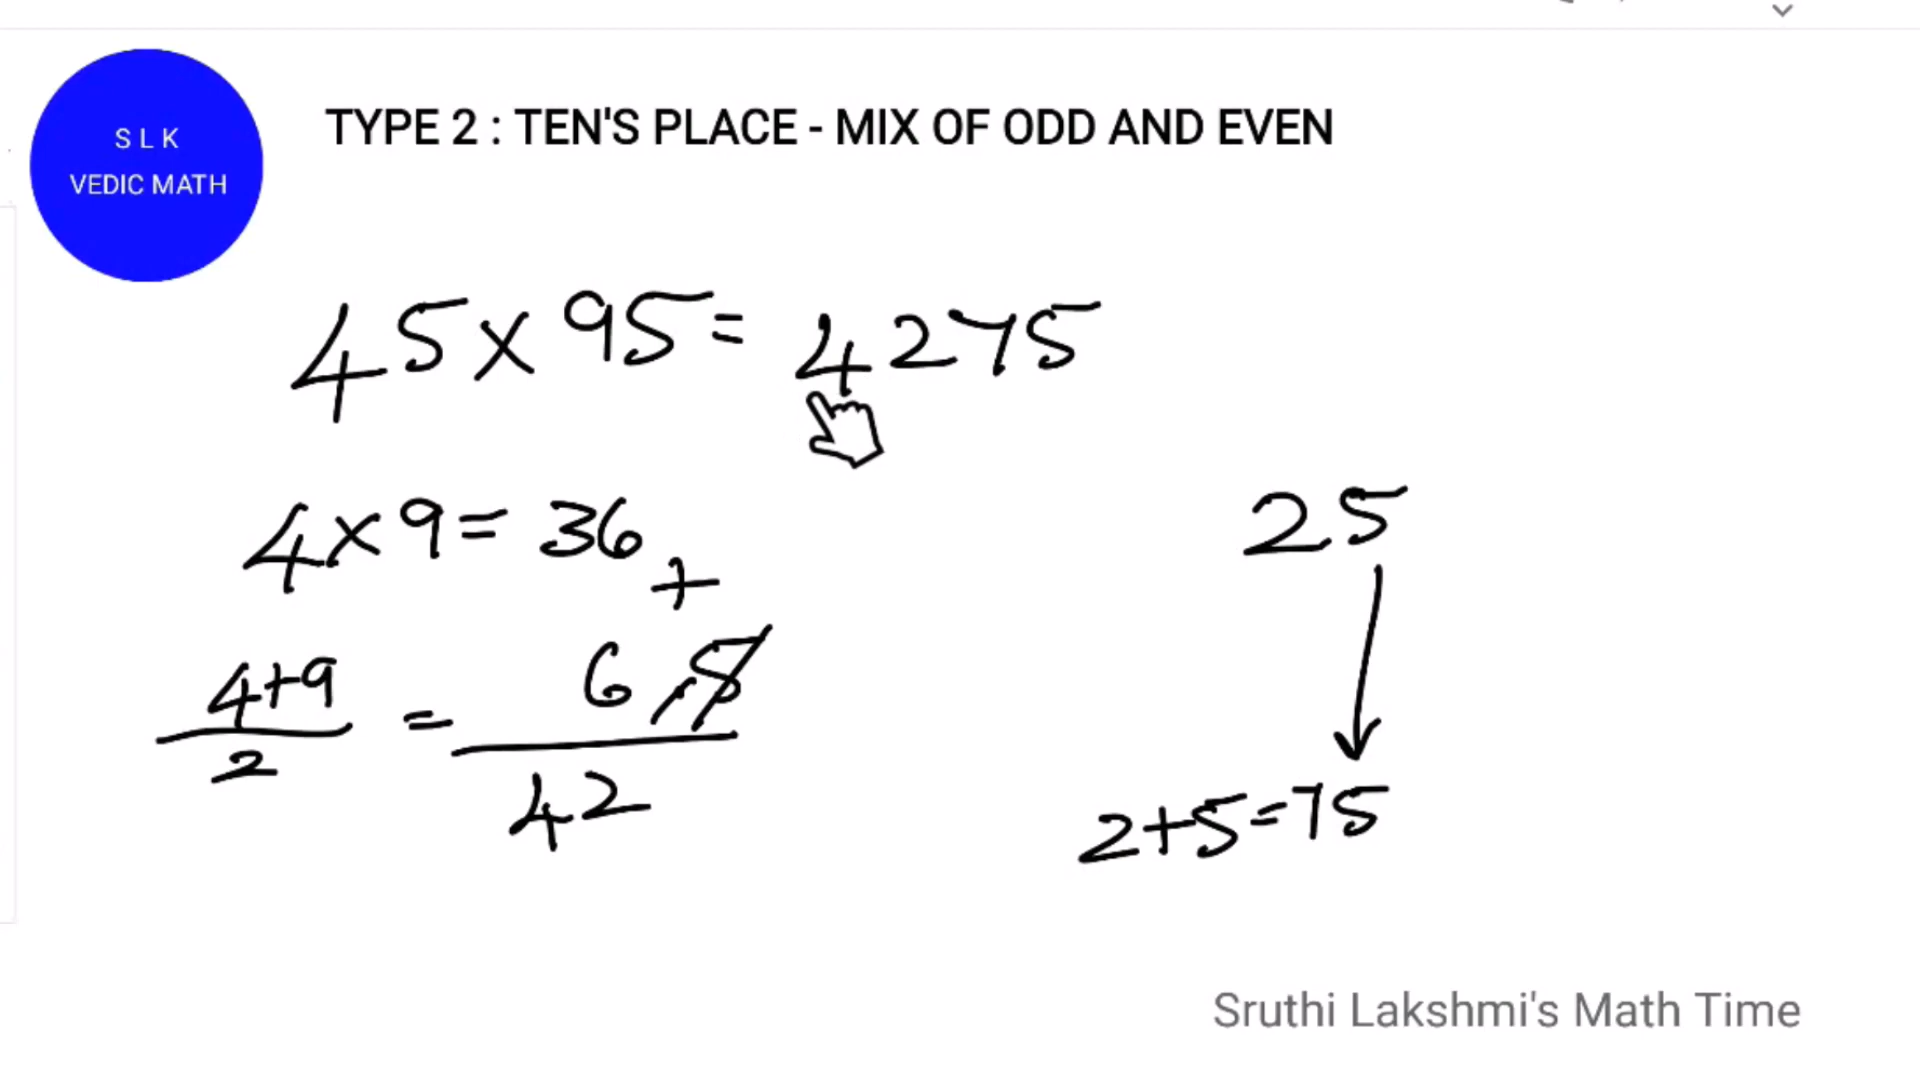 S L K
VEDIC MATH
TYPE 2 : TEN'S PLACE - MIX OF ODD AND EVEN
45 x 95 = 4275
4 x 9 = 36 +
4+9
2
= 6.5
42
25
2+5=75
Sruthi Lakshmi's Math Time